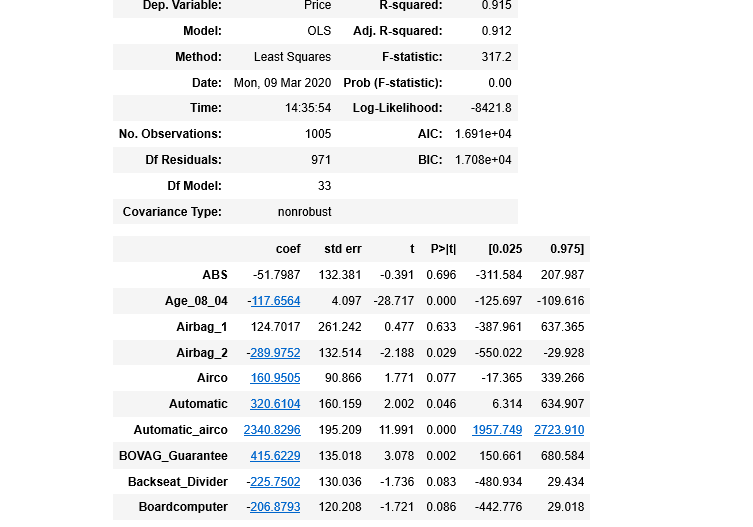 Dep. Variable: Price R-squared: 0.915
Model: OLS Adj. R-squared: 0.912
Method: Least Squares F-statistic: 317.2
Date: Mon, 09 Mar 2020 Prob (F-statistic): 0.00
Time: 14:35:54 Log-Likelihood: -8421.8
No. Observations: 1005 AIC: 1.691e+04
Df Residuals: 971 BIC: 1.708e+04
Df Model: 33
Covariance Type: nonrobust
coef std err t P>|t| [0.025 0.975]
ABS -51.7987 132.381 -0.391 0.696 -311.584 207.987
Age_08_04 -117.6564 4.097 -28.717 0.000 -125.697 -109.616
Airbag_1 124.7017 261.242 0.477 0.633 -387.961 637.365
Airbag_2 -289.9752 132.514 -2.188 0.029 -550.022 -29.928
Airco 160.9505 90.866 1.771 0.077 -17.365 339.266
Automatic 320.6104 160.159 2.002 0.046 6.314 634.907
Automatic_airco 2340.8296 195.209 11.991 0.000 1957.749 2723.910
BOVAG_Guarantee 415.6229 135.018 3.078 0.002 150.661 680.584
Backseat_Divider -225.7502 130.036 -1.736 0.083 -480.934 29.434
Boardcomputer -206.8793 120.208 -1.721 0.086 -442.776 29.018